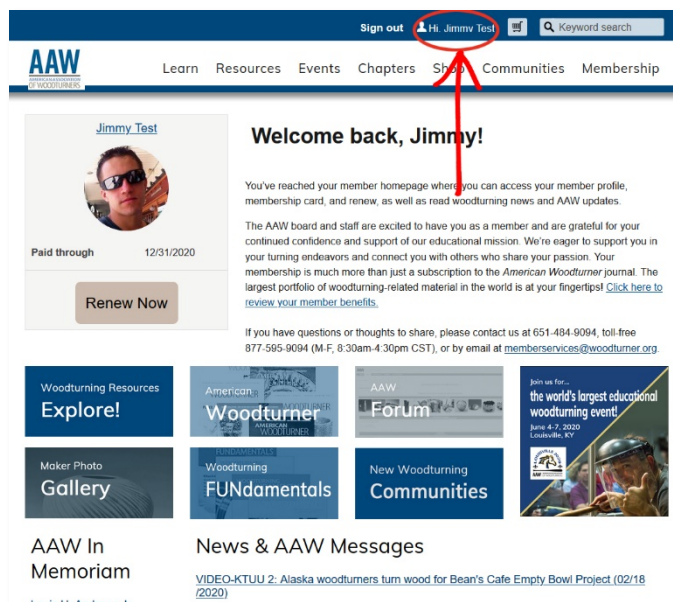 Sign out Hi. Jimmy Test Keyword search
AAW
AMERICAN ASSOCIATION
OF WOODTURNERS
Learn Resources Events Chapters Shop Communities Membership
Jimmy Test
Paid through 12/31/2020
Renew Now
Welcome back, Jimmy!
You've reached your member homepage where you can access your member profile,
membership card, and renew, as well as read woodturning news and AAW updates.
The AAW board and staff are excited to have you as a member and are grateful for your
continued confidence and support of our educational mission. We're eager to support you in
your turning endeavors and connect you with others who share your passion. Your
membership is much more than just a subscription to the American Woodturner journal. The
largest portfolio of woodturning-related material in the world is at your fingertips! Click here to
review your member benefits.
If you have questions or thoughts to share, please contact us at 651-484-9094, toll-free
877-595-9094 (M-F, 8:30am-4:30pm CST), or by email at memberservices@woodturner.org.
Woodturning Resources
Explore!
American
Woodturner
AMERICAN
WOODTURNER
AAW
Forum
Join us for...
the world's largest educational
woodturning event!
June 4-7, 2020
Louisville, KY
AAW
Maker Photo
Gallery
FUNDAMENTALS
Woodturning
FUNdamentals
New Woodturning
Communities
AAW In
Memoriam
News & AAW Messages
VIDEO-KTUU 2: Alaska woodturners turn wood for Bean's Cafe Empty Bowl Project (02/18
/2020)